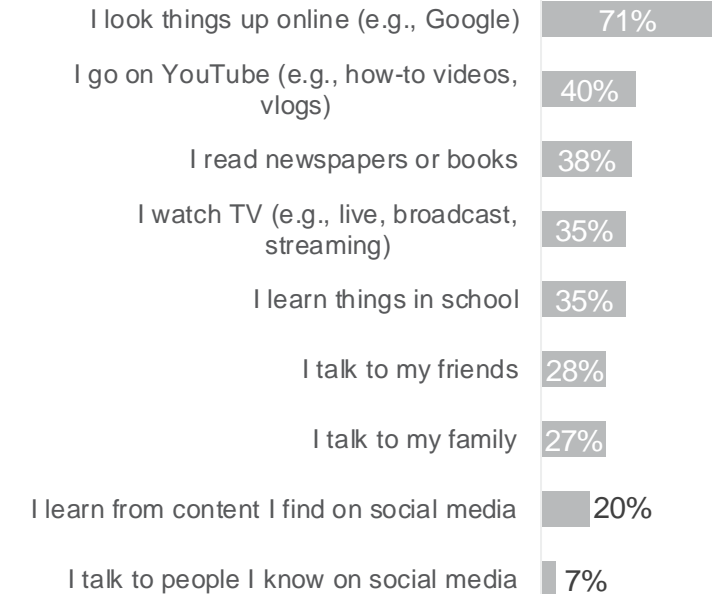 I look things up online (e.g., Google) 71%
I go on YouTube (e.g., how-to videos,
vlogs) 40%
I read newspapers or books 38%
I watch TV (e.g., live, broadcast,
streaming) 35%
I learn things in school 35%
I talk to my friends 28%
I talk to my family 27%
I learn from content I find on social media 20%
I talk to people I know on social media 7%